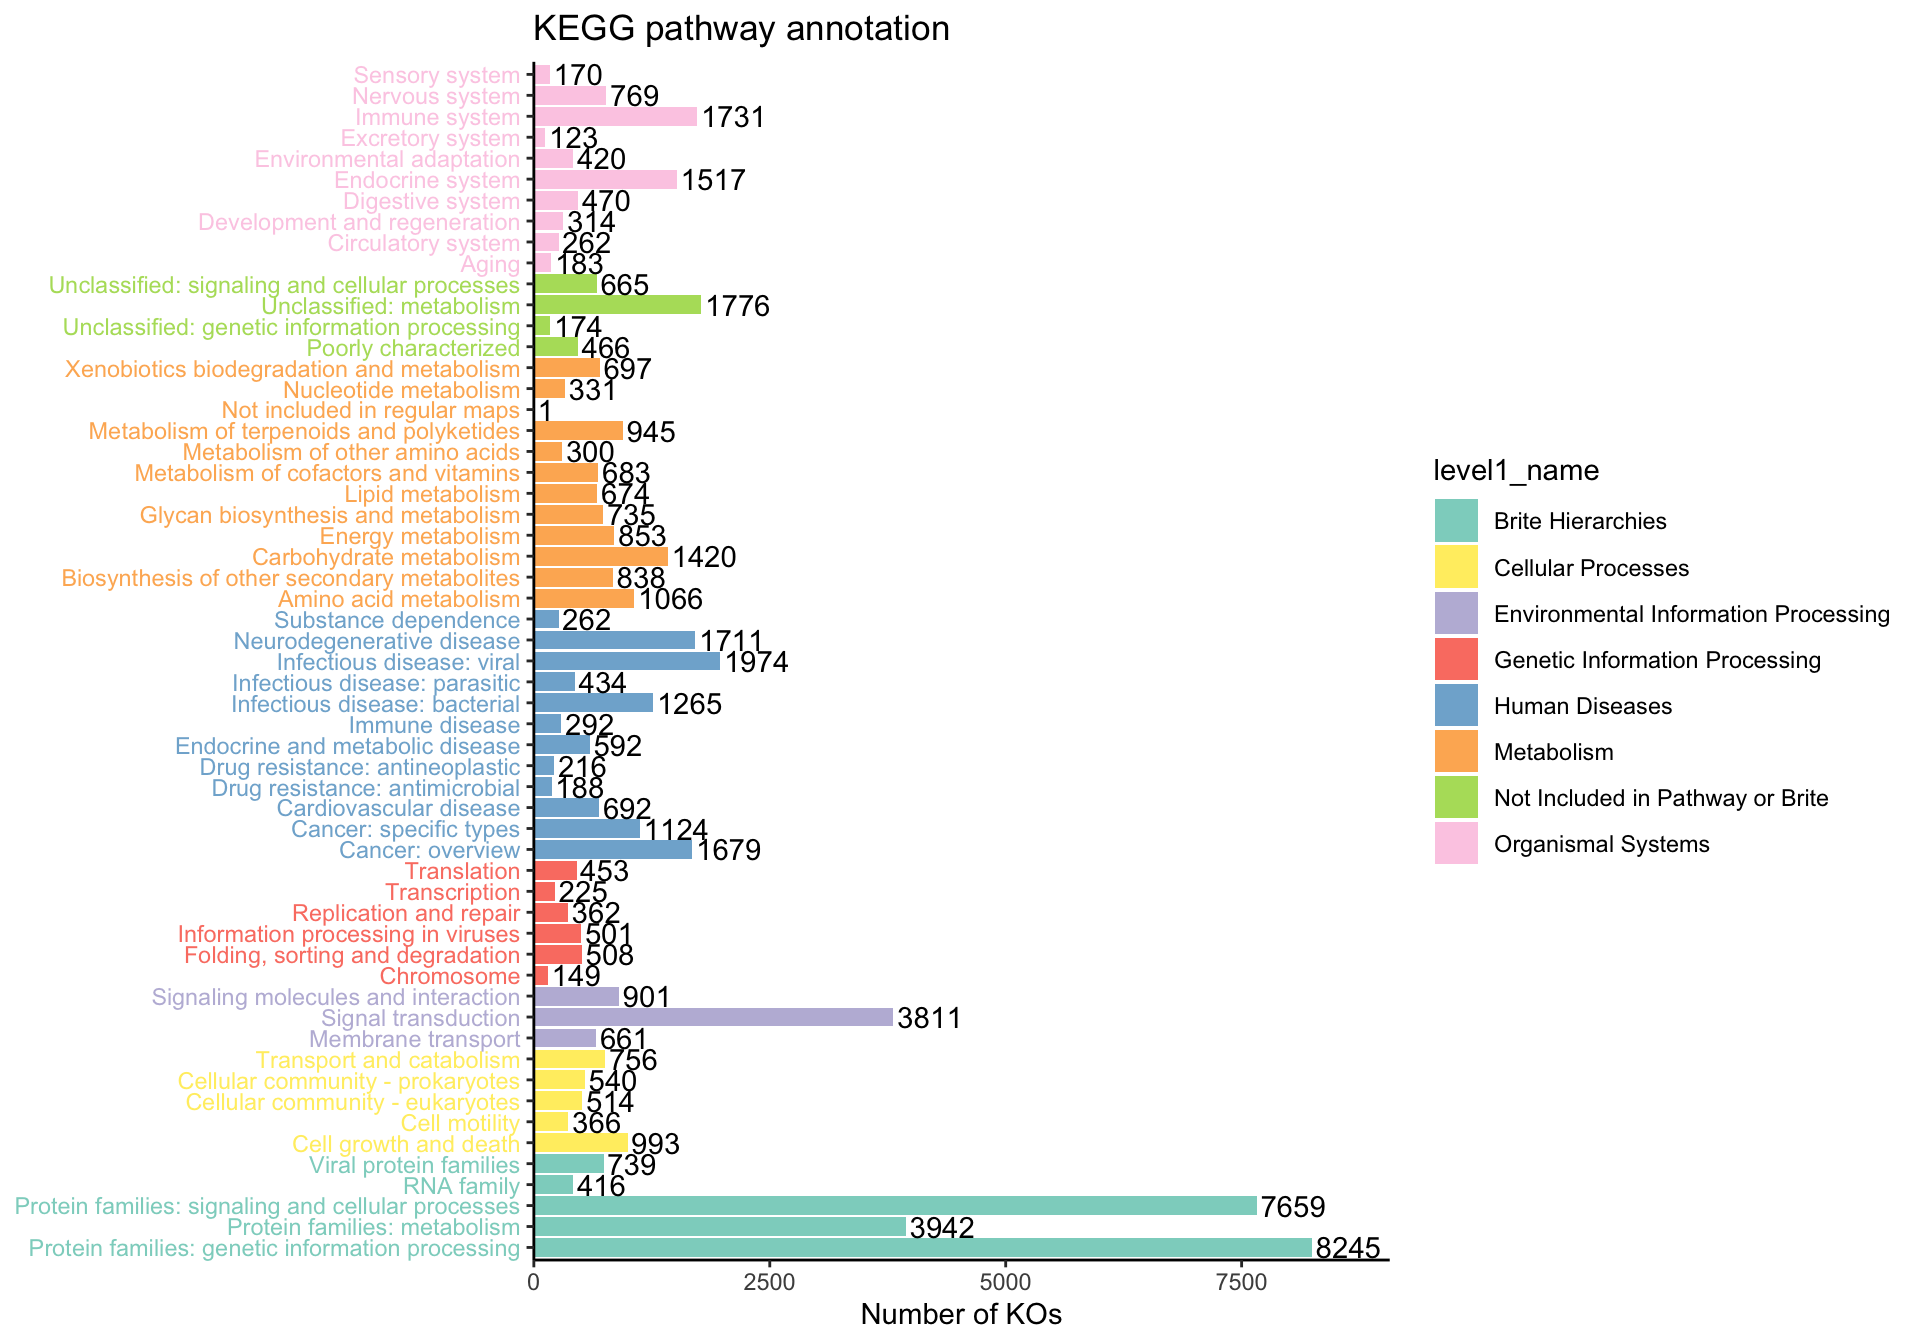 KEGG pathway annotation
Sensory system 170
Nervous system 769
Immune system 1731
Excretory system 123
Environmental adaptation 420
Endocrine system 1517
Digestive system 470
Development and regeneration 314
Circulatory system 262
Aging 183
Unclassified: signaling and cellular processes 665
Unclassified: metabolism 1776
Unclassified: genetic information processing 174
Poorly characterized 466
Xenobiotics biodegradation and metabolism 697
Nucleotide metabolism 331
Not included in regular maps 1
Metabolism of terpenoids and polyketides 945
Metabolism of other amino acids 300
Metabolism of cofactors and vitamins 683
Lipid metabolism 674
Glycan biosynthesis and metabolism 735
Energy metabolism 853
Carbohydrate metabolism 1420
Biosynthesis of other secondary metabolites 838
Amino acid metabolism 1066
Substance dependence 262
Neurodegenerative disease 1711
Infectious disease: viral 1974
Infectious disease: parasitic 434
Infectious disease: bacterial 1265
Immune disease 292
Endocrine and metabolic disease 592
Drug resistance: antineoplastic 216
Drug resistance: antimicrobial 188
Cardiovascular disease 692
Cancer: specific types 1124
Cancer: overview 1679
Translation 453
Transcription 225
Replication and repair 362
Information processing in viruses 501
Folding, sorting and degradation 508
Chromosome 149
Signaling molecules and interaction 901
Signal transduction 3811
Membrane transport 661
Transport and catabolism 756
Cellular community - prokaryotes 540
Cellular community - eukaryotes 514
Cell motility 366
Cell growth and death 993
Viral protein families 739
RNA family 416
Protein families: signaling and cellular processes 7659
Protein families: metabolism 3942
Protein families: genetic information processing 8245
0 2500 5000 7500
Number of KOs
level1_name
Brite Hierarchies
Cellular Processes
Environmental Information Processing
Genetic Information Processing
Human Diseases
Metabolism
Not Included in Pathway or Brite
Organismal Systems